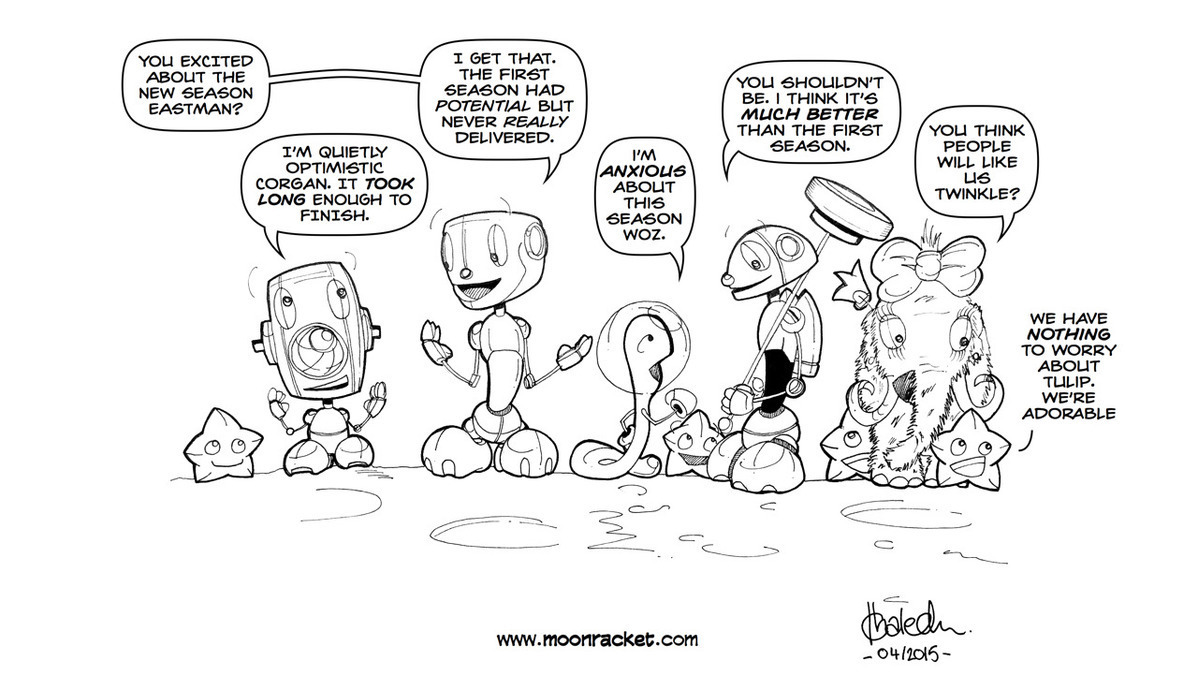 YOU EXCITED
ABOUT THE
NEW SEASON
EASTMAN?
I'M QUIETLY
OPTIMISTIC
CORGAN. IT TOOK
LONG ENOUGH TO
FINISH.
I GET THAT.
THE FIRST
SEASON HAD
POTENTIAL BUT
NEVER REALLY
DELIVERED.
I'M
ANXIOUS
ABOUT
THIS
SEASON
WOZ.
YOU SHOULDN'T
BE. I THINK IT'S
MUCH BETTER
THAN THE FIRST
SEASON.
YOU THINK
PEOPLE
WILL LIKE
US
TWINKLE?
WE HAVE
NOTHING
TO WORRY
ABOUT
TULIP.
WE'RE
ADORABLE
www.moonracket.com
-04/2015-